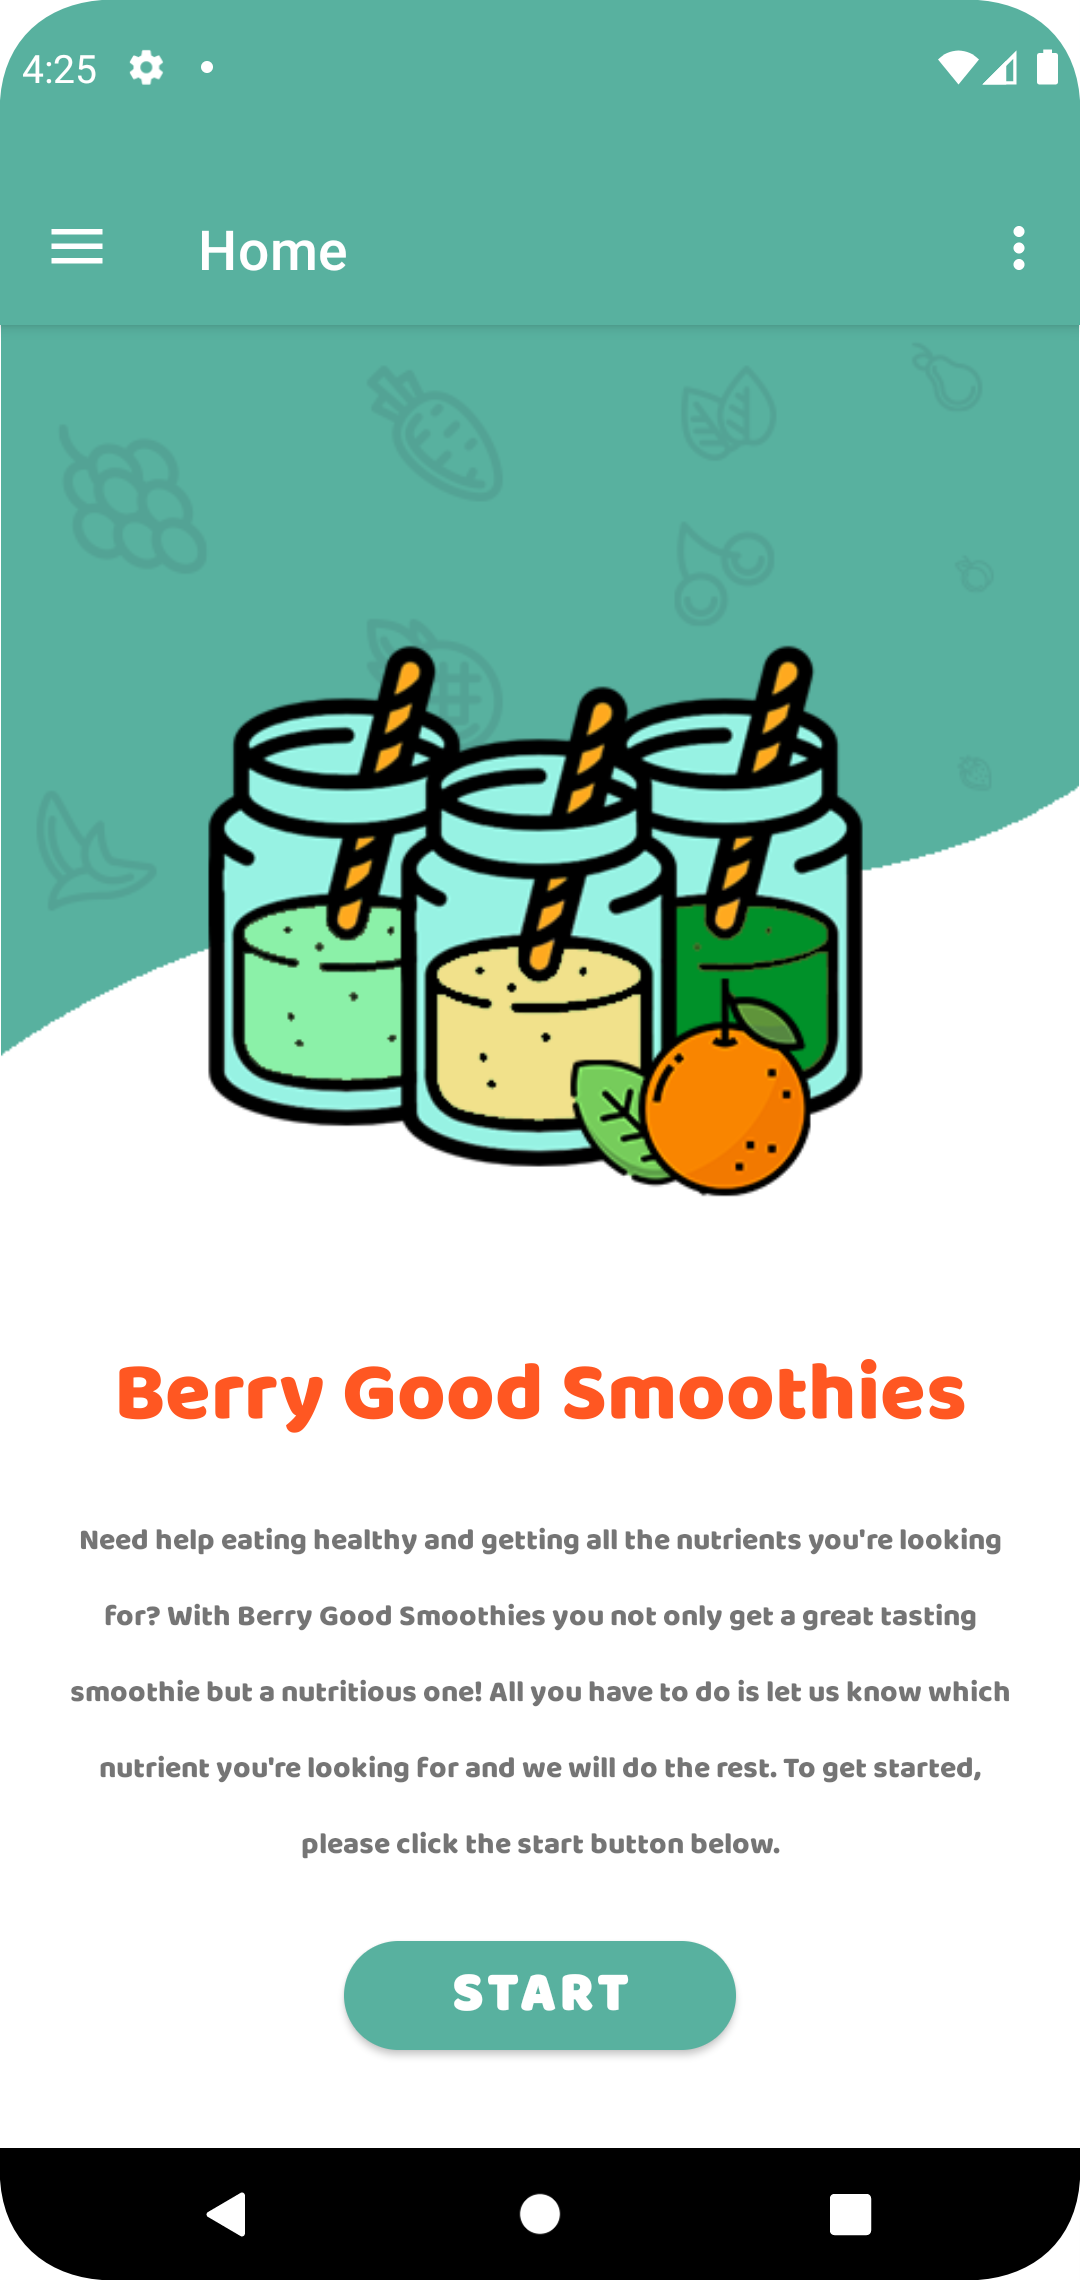 4:25
Home
Berry Good Smoothies
Need help eating healthy and getting all the nutrients you're looking
for? With Berry Good Smoothies you not only get a great tasting
smoothie but a nutritious one! All you have to do is let us know which
nutrient you're looking for and we will do the rest. To get started,
please click the start button below.
START